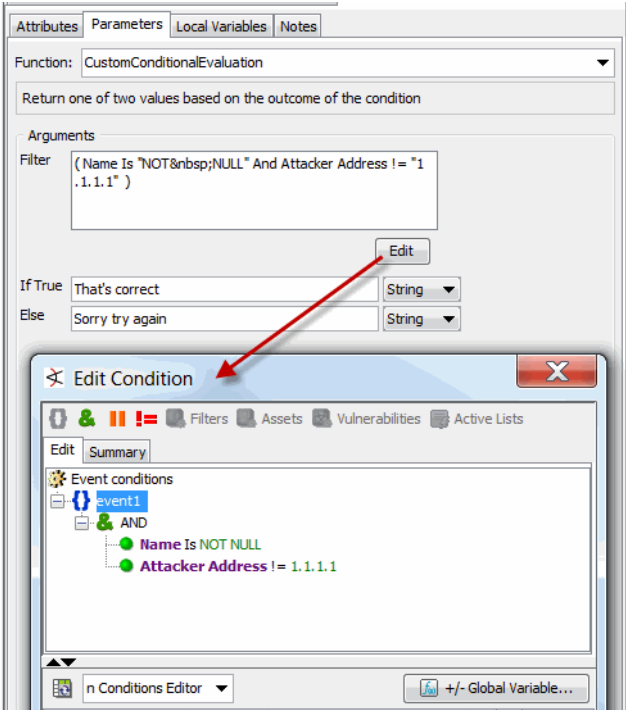 Attributes Parameters Local Variables Notes
Function: CustomConditionalEvaluation
Return one of two values based on the outcome of the condition
Arguments
Filter
( Name Is "NOT&nbsp;NULL" And Attacker Address != "1
.1.1.1" )
Edit
If True That's correct String
Else Sorry try again String
Edit Condition
{} & || != Filters Assets Vulnerabilities Active Lists
Edit Summary
Event conditions
{} event1
& AND
Name Is NOT NULL
Attacker Address != 1.1.1.1
n Conditions Editor +/- Global Variable...